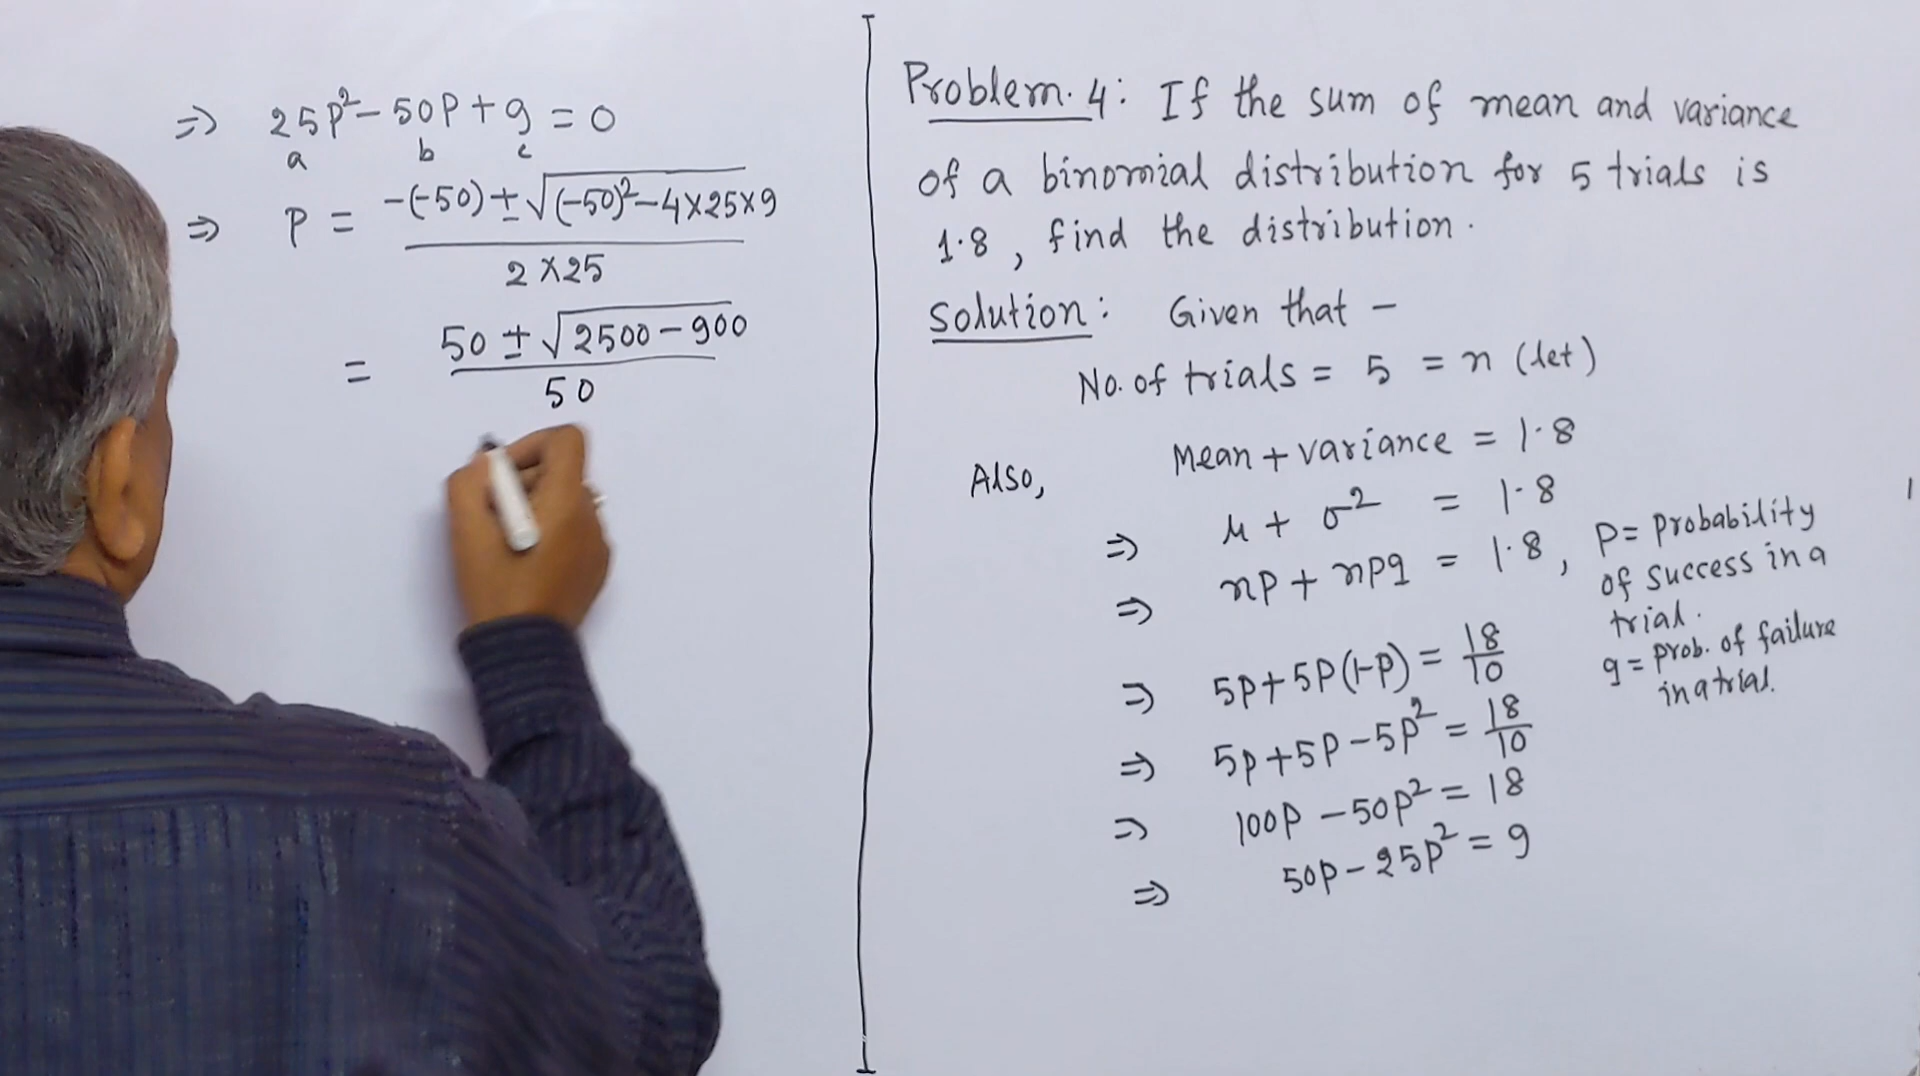 ⇒ 25p² - 50p + 9 = 0
a b c
⇒ p = -(-50) ± √(-50)² - 4×25×9
2×25
= 50 ± √2500 - 900
50
Problem. 4: If the sum of mean and variance
of a binomial distribution for 5 trials is
1.8, find the distribution.
Solution: Given that -
No. of trials = 5 = n (let)
Also, Mean + variance = 1.8
⇒ μ + σ² = 1.8
⇒ np + npq = 1.8, p = probability
of success in a
trial.
q = prob. of failure
in a trial.
⇒ 5p + 5p(1-p) = 18/10
⇒ 5p + 5p - 5p² = 18/10
⇒ 100p - 50p² = 18
⇒ 50p - 25p² = 9